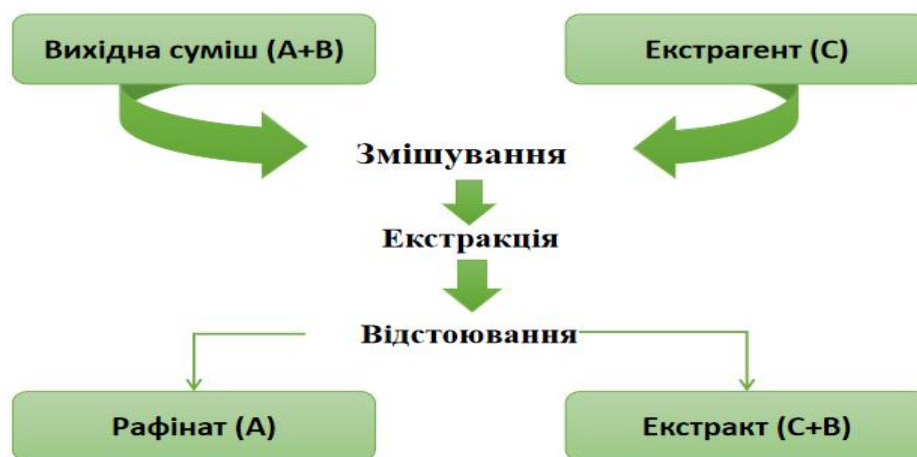 Вихідна суміш (А+В)
Екстрагент (С)
Змішування
Екстракція
Відстоювання
Рафінат (А)
Екстракт (С+В)